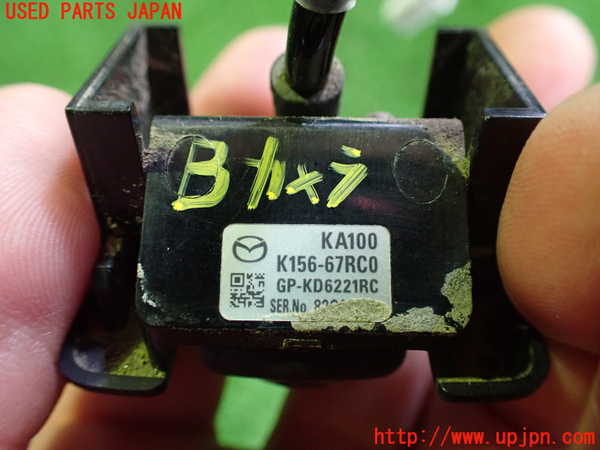 USED PARTS JAPAN
Bカメラ
KA100
K156-67RC0
GP-KD6221RC
SER.No.
http://www.upjpn.com/